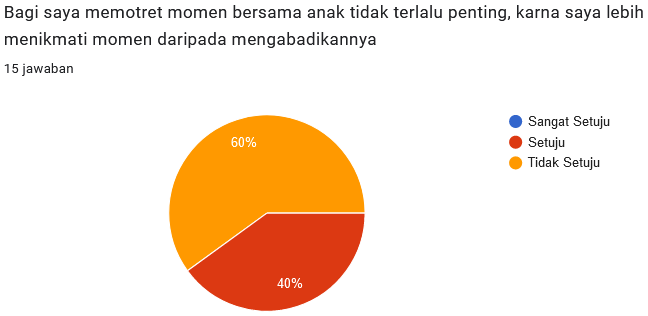 Bagi saya memotret momen bersama anak tidak terlalu penting, karna saya lebih
menikmati momen daripada mengabadikannya
15 jawaban
Sangat Setuju
Setuju
Tidak Setuju
60%
40%